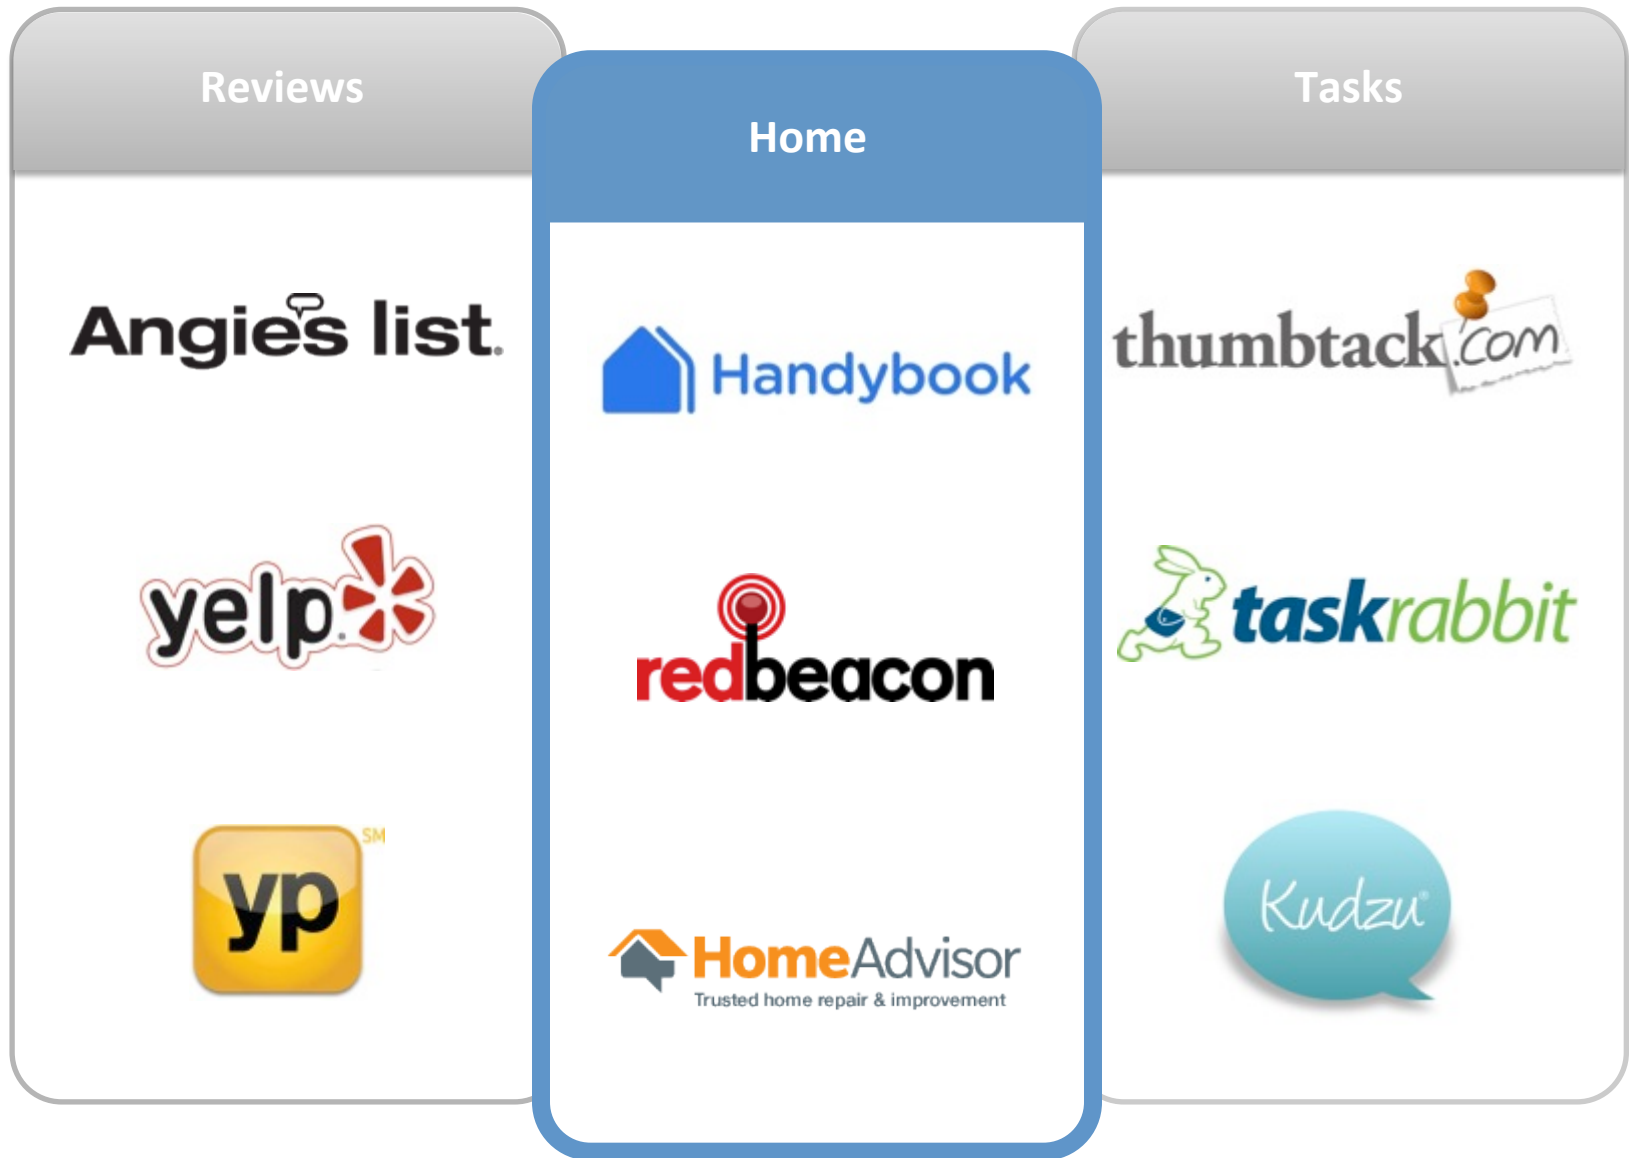 Reviews
Angie's list.
yelp
yp SM
Home
Handybook
redbeacon
HomeAdvisor
Trusted home repair & improvement
Tasks
thumbtack.com
taskrabbit
Kudzu®